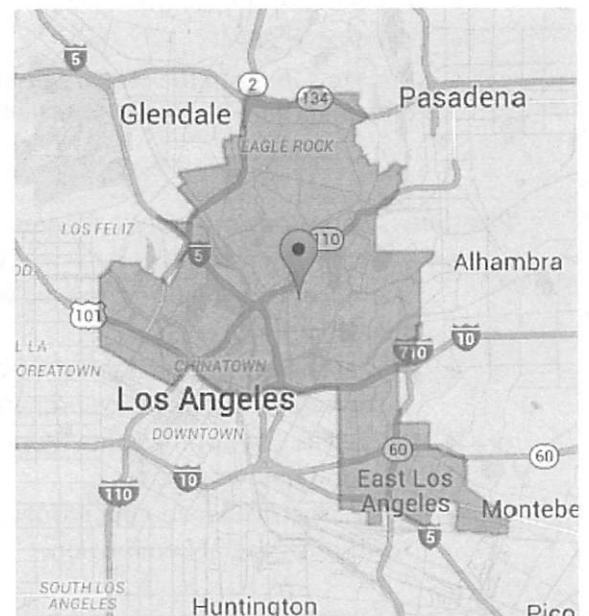 5
2
134
Pasadena
Glendale
EAGLE ROCK
LOS FELIZ
110
5
Alhambra
101
10
710
OREATOWN
CHINATOWN
Los Angeles
DOWNTOWN
60
60
East Los
Angeles
10
110
Montebe
5
SOUTH LOS
ANGELES
Huntington
Pico